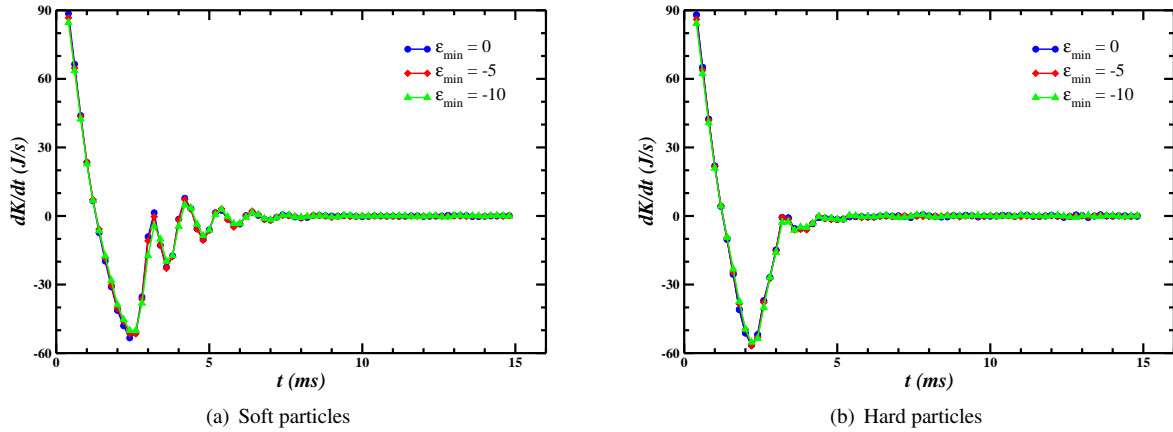 90
60
30
0
-30
-60
0
5
10
15
t (ms)
dK/dt (J/s)
εmin = 0
εmin = -5
εmin = -10
(a) Soft particles
90
60
30
0
-30
-60
0
5
10
15
t (ms)
dK/dt (J/s)
εmin = 0
εmin = -5
εmin = -10
(b) Hard particles